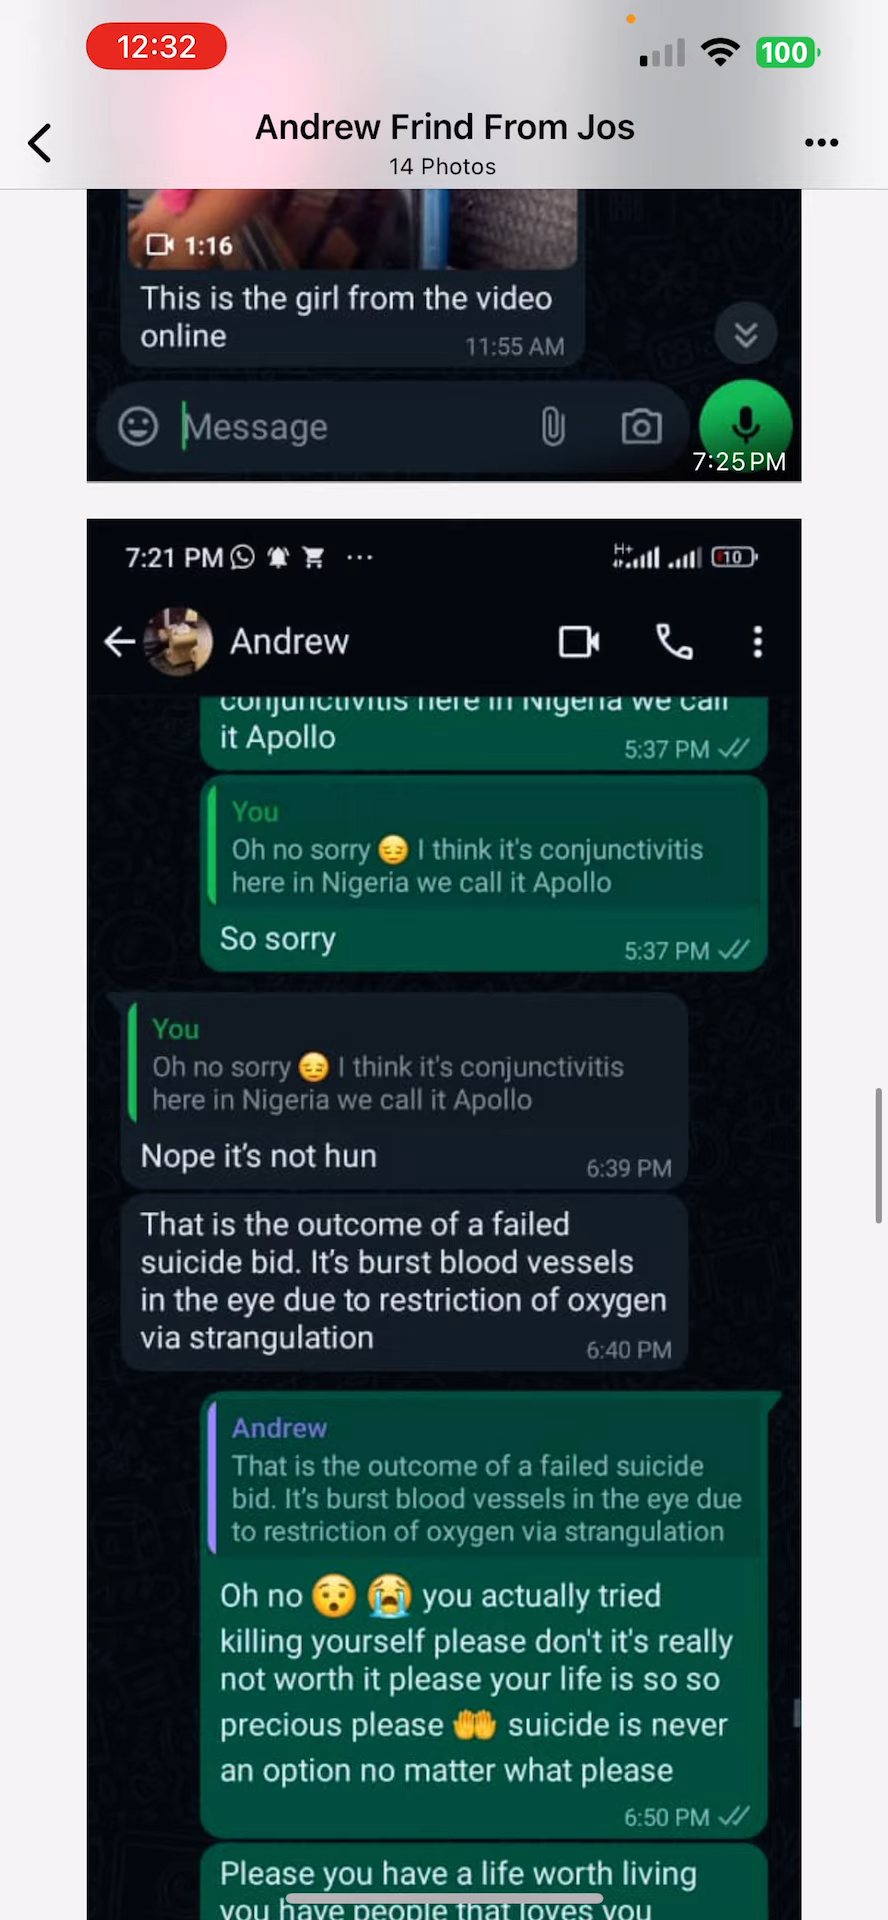 12:32
100
Andrew Frind From Jos
14 Photos
1:16
This is the girl from the video
online
11:55 AM
Message
7:25 PM
7:21 PM
H+
10
Andrew
conjunctivitis here in Nigeria we call
it Apollo
5:37 PM
You
Oh no sorry 😔 I think it's conjunctivitis
here in Nigeria we call it Apollo
So sorry
5:37 PM
You
Oh no sorry 😔 I think it's conjunctivitis
here in Nigeria we call it Apollo
Nope it’s not hun
6:39 PM
That is the outcome of a failed
suicide bid. It’s burst blood vessels
in the eye due to restriction of oxygen
via strangulation
6:40 PM
Andrew
That is the outcome of a failed suicide
bid. It’s burst blood vessels in the eye due
to restriction of oxygen via strangulation
Oh no 😯 😭 you actually tried
killing yourself please don't it's really
not worth it please your life is so so
precious please 🤲 suicide is never
an option no matter what please
6:50 PM
Please you have a life worth living
you have people that loves you